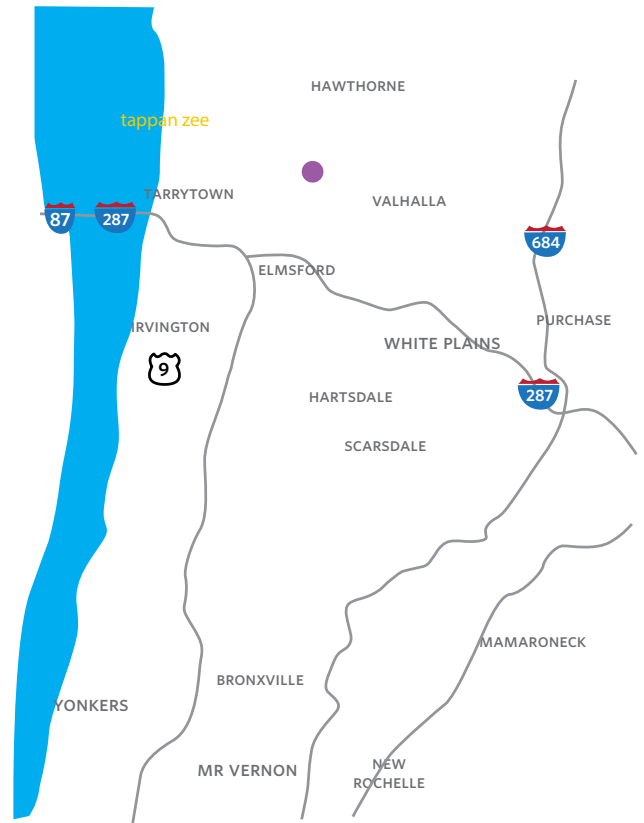 HAWTHORNE
tappan zee
TARRYTOWN
VALHALLA
87
287
684
ELMSFORD
PURCHASE
IRVINGTON
WHITE PLAINS
9
287
HARTSDALE
SCARSDALE
MAMARONECK
BRONXVILLE
YONKERS
MR VERNON
NEW
ROCHELLE